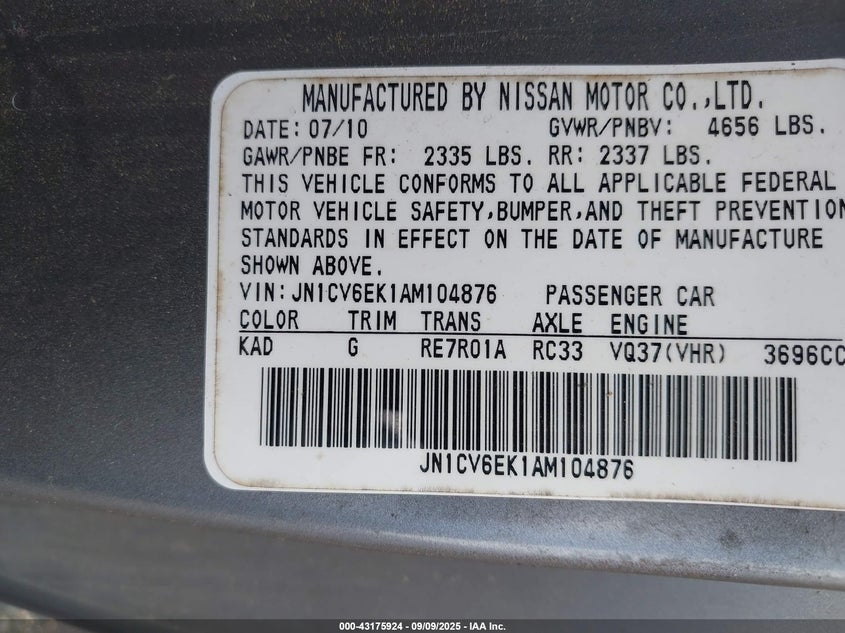 MANUFACTURED BY NISSAN MOTOR CO.,LTD.
DATE: 07/10 GVWR/PNBV: 4656 LBS.
GAWR/PNBE FR: 2335 LBS. RR: 2337 LBS.
THIS VEHICLE CONFORMS TO ALL APPLICABLE FEDERAL
MOTOR VEHICLE SAFETY,BUMPER,AND THEFT PREVENTION
STANDARDS IN EFFECT ON THE DATE OF MANUFACTURE
SHOWN ABOVE.
VIN:JN1CV6EK1AM104876 PASSENGER CAR
COLOR TRIM TRANS AXLE ENGINE
KAD G RE7R01A RC33 VQ37(VHR) 3696CC
JN1CV6EK1AM104876
000-43175924 - 09/09/2025 - IAA Inc.